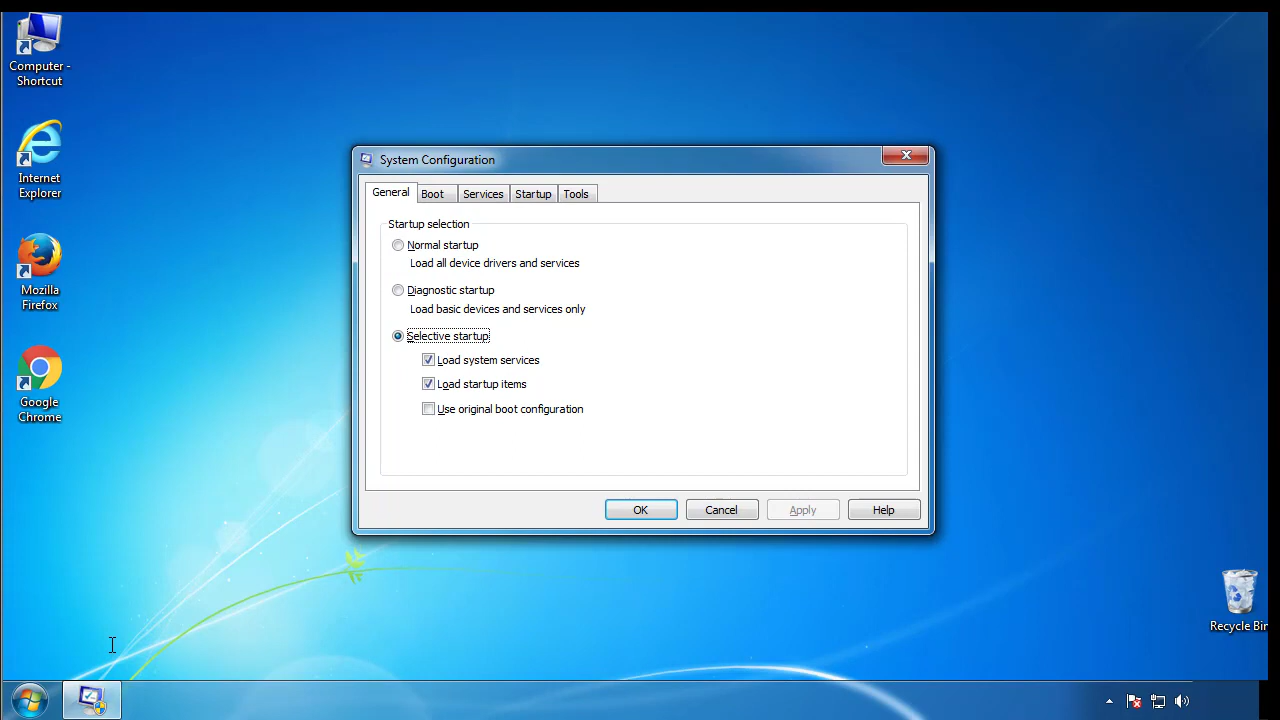 Computer -
Shortcut
Internet
Explorer
Mozilla
Firefox
Google
Chrome
System Configuration
General
Boot
Services
Startup
Tools
Startup selection
Normal startup
Load all device drivers and services
Diagnostic startup
Load basic devices and services only
Selective startup
Load system services
Load startup items
Use original boot configuration
OK
Cancel
Apply
Help
Recycle Bin